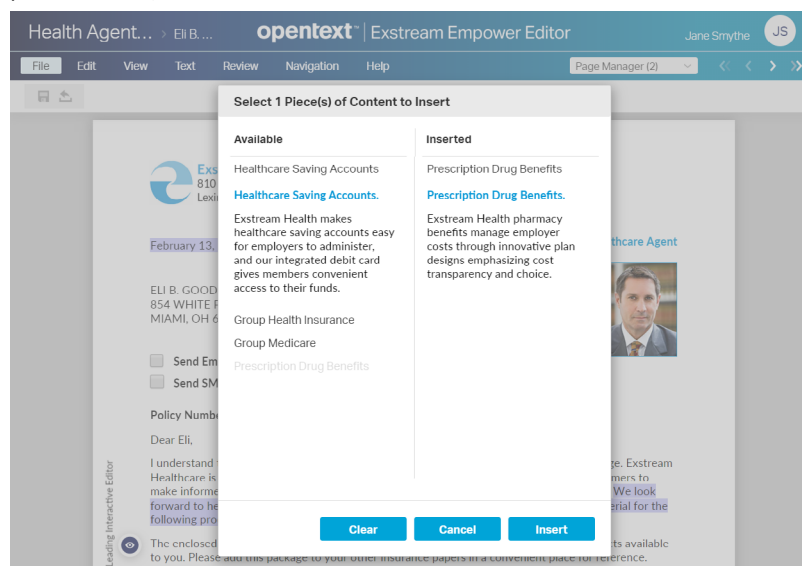 Health Agent... > Eli B. ... opentext™ | Exstream Empower Editor Jane Smythe JS
File Edit View Text Review Navigation Help Page Manager (2)
Select 1 Piece(s) of Content to Insert
Available
Healthcare Saving Accounts
Healthcare Saving Accounts.
Exstream Health makes
healthcare saving accounts easy
for employers to administer,
and our integrated debit card
gives members convenient
access to their funds.
Group Health Insurance
Group Medicare
Prescription Drug Benefits
Inserted
Prescription Drug Benefits
Prescription Drug Benefits.
Exstream Health pharmacy
benefits manage employer
costs through innovative plan
designs emphasizing cost
transparency and choice.
Clear Cancel Insert
Exs
810
Lexi
February 13,
thcare Agent
ELI B. GOOD
854 WHITE
MIAMI, OH 6
Send Em
Send SM
Policy Numb
Dear Eli,
I understand ge. Exstream
Healthcare is mers to
make informe We look
forward to he erial for the
following pro
The enclosed ts available
to you. Please add this package to your other insurance papers in a convenient place for reference.
Leading Interactive Editor